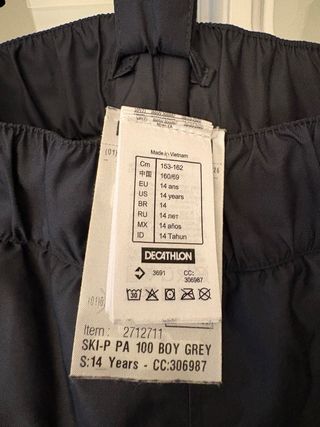 Made in Vietnam
Cm 153-162
中国 160/69
EU 14 ans
US 14 years
BR 14
RU 14 лет
MX 14 años
ID 14 Tahun
DECATHLON
3691 CC: 306987
30
Item: 2712711
SKI-P PA 100 BOY GREY
S:14 Years - CC:306987